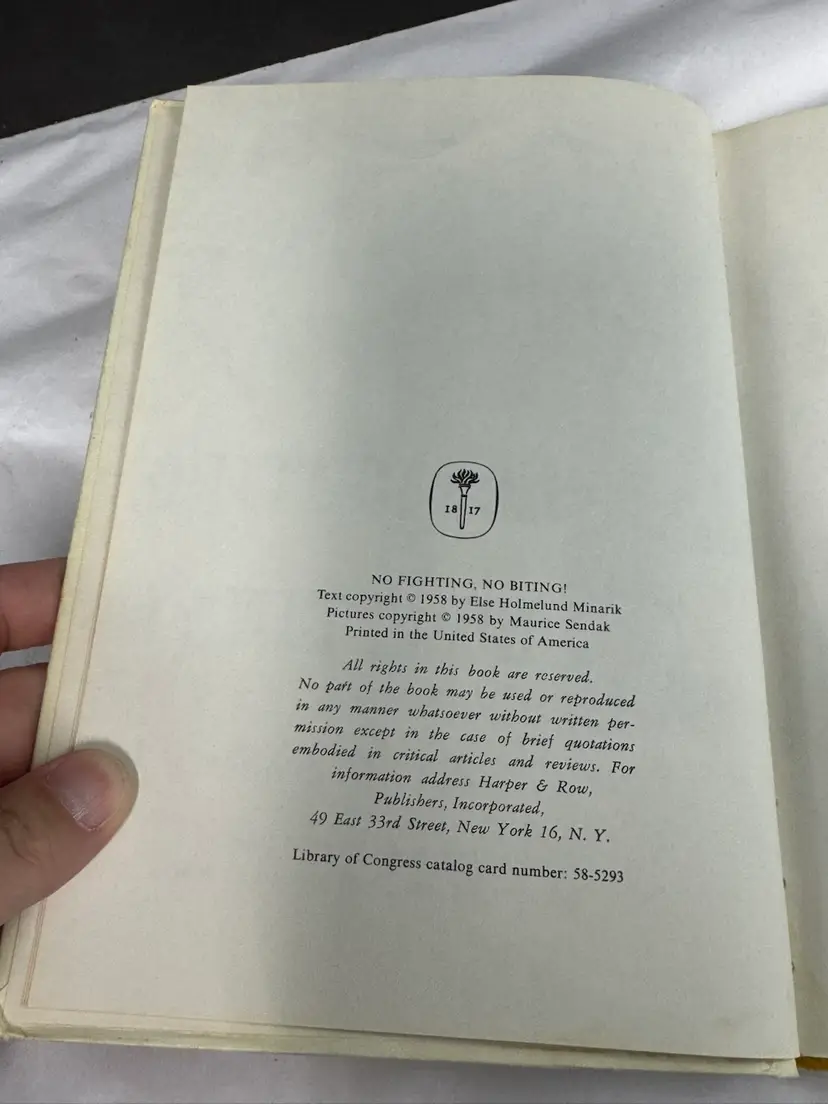 18 17
NO FIGHTING, NO BITING!
Text copyright © 1958 by Else Holmelund Minarik
Pictures copyright © 1958 by Maurice Sendak
Printed in the United States of America
All rights in this book are reserved.
No part of the book may be used or reproduced
in any manner whatsoever without written per-
mission except in the case of brief quotations
embodied in critical articles and reviews. For
information address Harper & Row,
Publishers, Incorporated,
49 East 33rd Street, New York 16, N. Y.
Library of Congress catalog card number: 58-5293